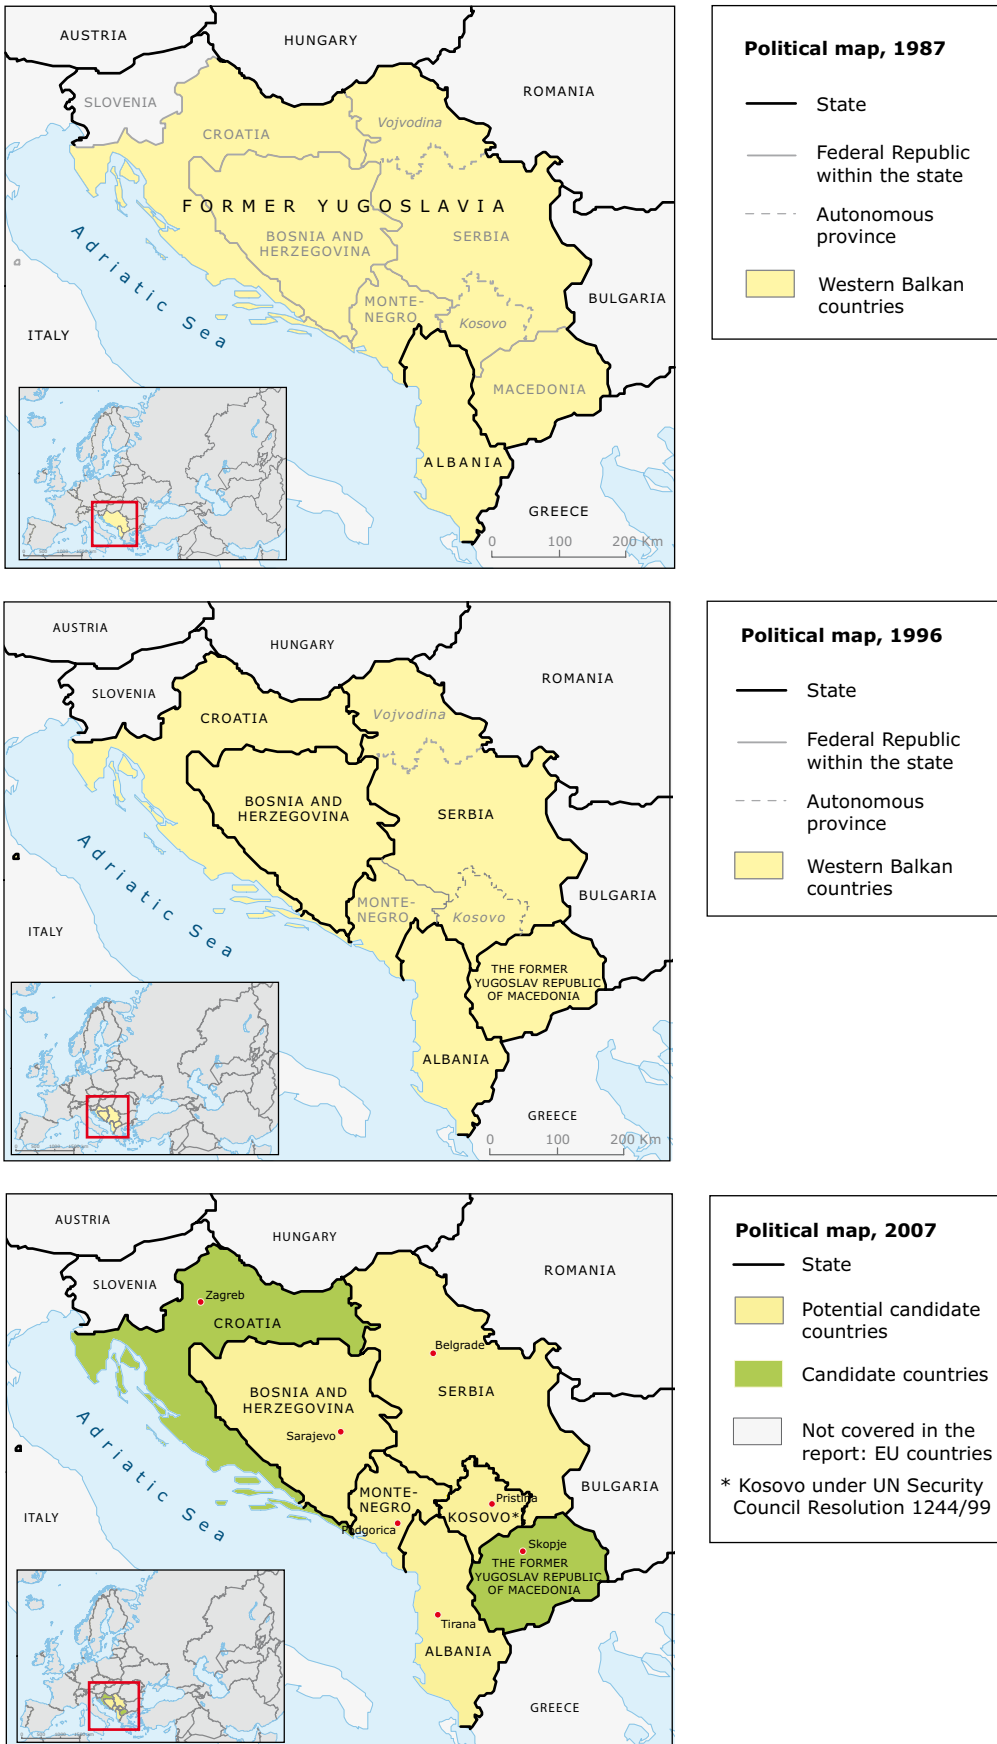 AUSTRIA
HUNGARY
SLOVENIA
ROMANIA
Vojvodina
CROATIA
FORMER YUGOSLAVIA
BOSNIA AND
HERZEGOVINA
SERBIA
Adriatic Sea
MONTE-
NEGRO
BULGARIA
Kosovo
ITALY
MACEDONIA
ALBANIA
GREECE
0 100 200 Km
Political map, 1987
State
Federal Republic
within the state
Autonomous
province
Western Balkan
countries
AUSTRIA
HUNGARY
SLOVENIA
ROMANIA
CROATIA
Vojvodina
BOSNIA AND
HERZEGOVINA
SERBIA
Adriatic Sea
MONTE-
NEGRO
BULGARIA
Kosovo
ITALY
THE FORMER
YUGOSLAV REPUBLIC
OF MACEDONIA
ALBANIA
GREECE
0 100 200 Km
Political map, 1996
State
Federal Republic
within the state
Autonomous
province
Western Balkan
countries
AUSTRIA
HUNGARY
SLOVENIA
ROMANIA
Zagreb
CROATIA
Belgrade
BOSNIA AND
HERZEGOVINA
SERBIA
Sarajevo
Adriatic Sea
MONTE-
NEGRO
BULGARIA
Pristina
KOSOVO*
ITALY
Podgorica
Skopje
THE FORMER
YUGOSLAV REPUBLIC
OF MACEDONIA
Tirana
ALBANIA
GREECE
Political map, 2007
State
Potential candidate
countries
Candidate countries
Not covered in the
report: EU countries
* Kosovo under UN Security
Council Resolution 1244/99